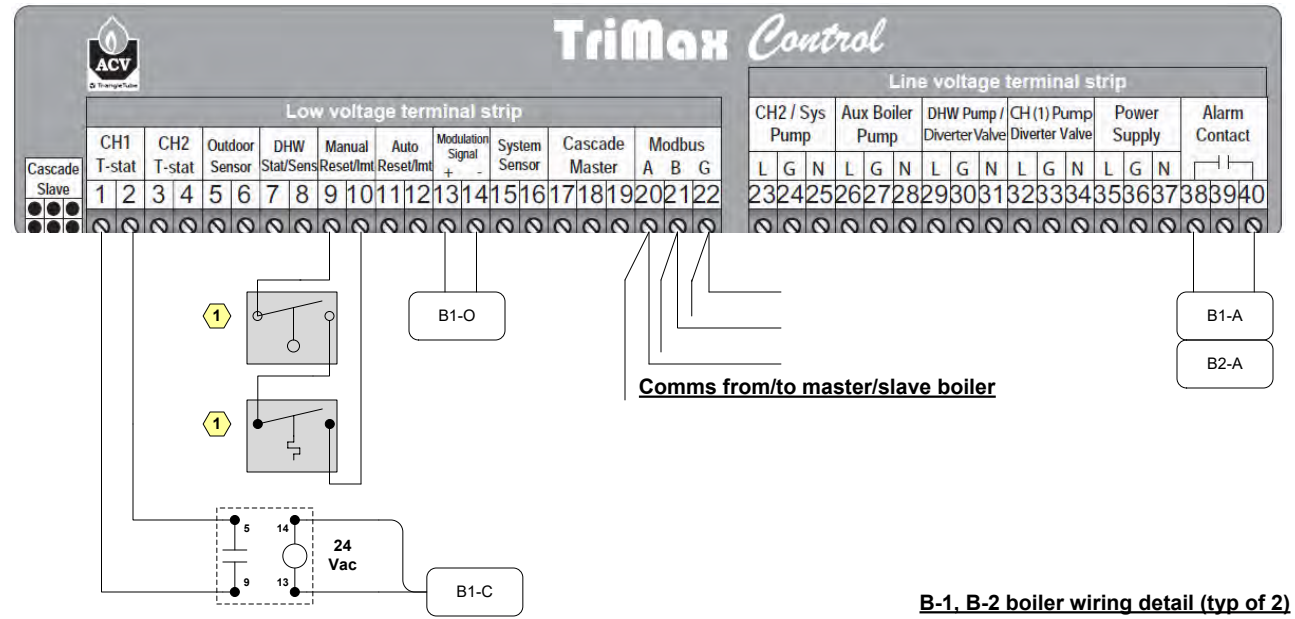 TriMax Control
ACV
TriangleTube
Low voltage terminal strip
Line voltage terminal strip
Cascade
Slave
CH1
T-stat
CH2
T-stat
Outdoor
Sensor
DHW
Stat/Sens
Manual
Reset/lmt
Auto
Reset/lmt
Modulation
Signal
+ -
System
Sensor
Cascade
Master
Modbus
A B G
CH2 / Sys
Pump
L G N
Aux Boiler
Pump
L G N
DHW Pump /
Diverter Valve
L G N
CH (1) Pump
Diverter Valve
L G N
Power
Supply
L G N
Alarm
Contact
1 2 3 4 5 6 7 8 9 10 11 12 13 14 15 16 17 18 19 20 21 22
23 24 25 26 27 28 29 30 31 32 33 34 35 36 37 38 39 40
1
B1-O
B1-A
B2-A
Comms from/to master/slave boiler
1
5 14
24
Vac
9 13
B1-C
B-1, B-2 boiler wiring detail (typ of 2)